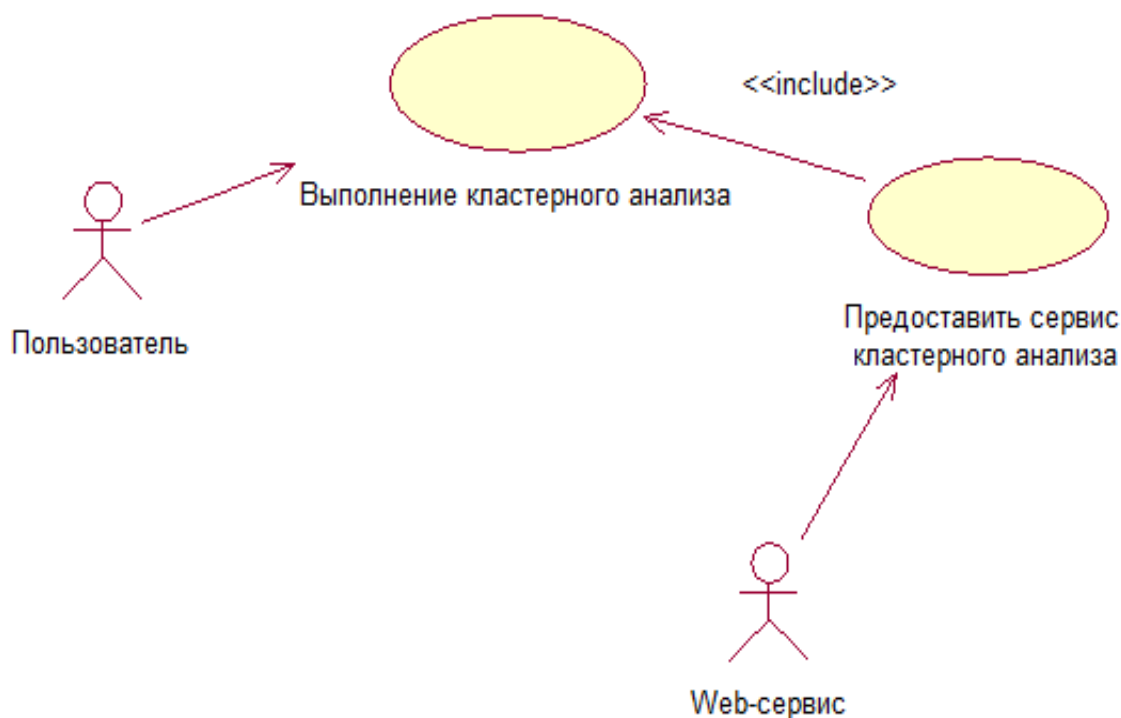 <<include>>
Выполнение кластерного анализа
Пользователь
Предоставить сервис
кластерного анализа
Web-сервис